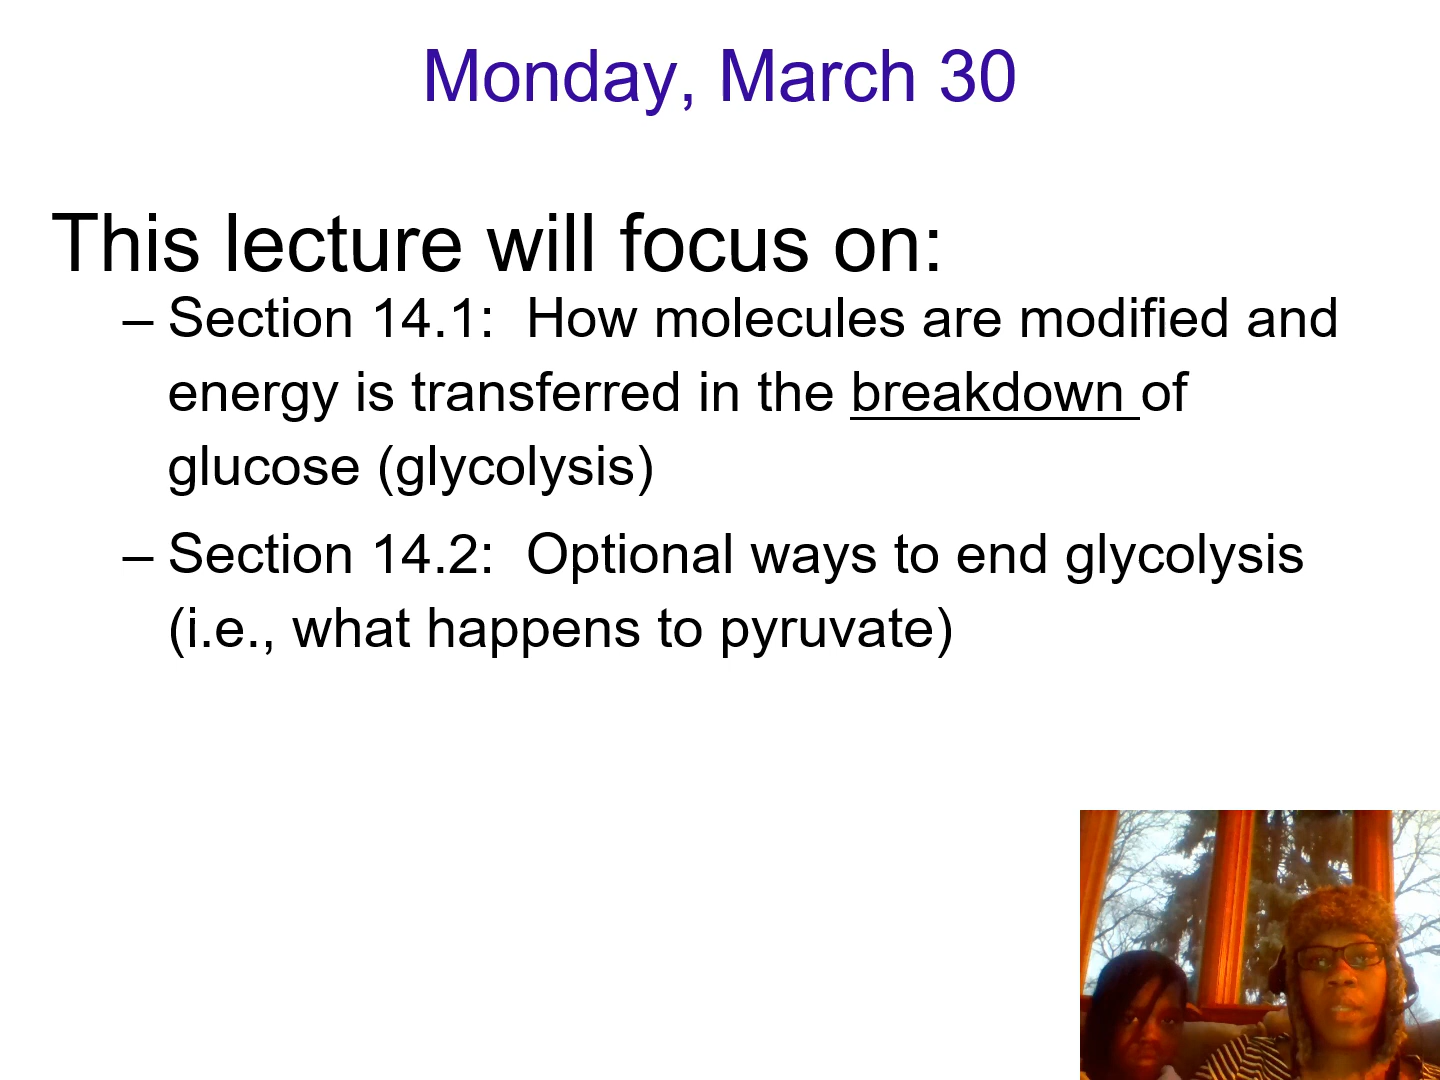 Monday, March 30
This lecture will focus on:
– Section 14.1:  How molecules are modified and
energy is transferred in the breakdown of
glucose (glycolysis)
– Section 14.2:  Optional ways to end glycolysis
(i.e., what happens to pyruvate)